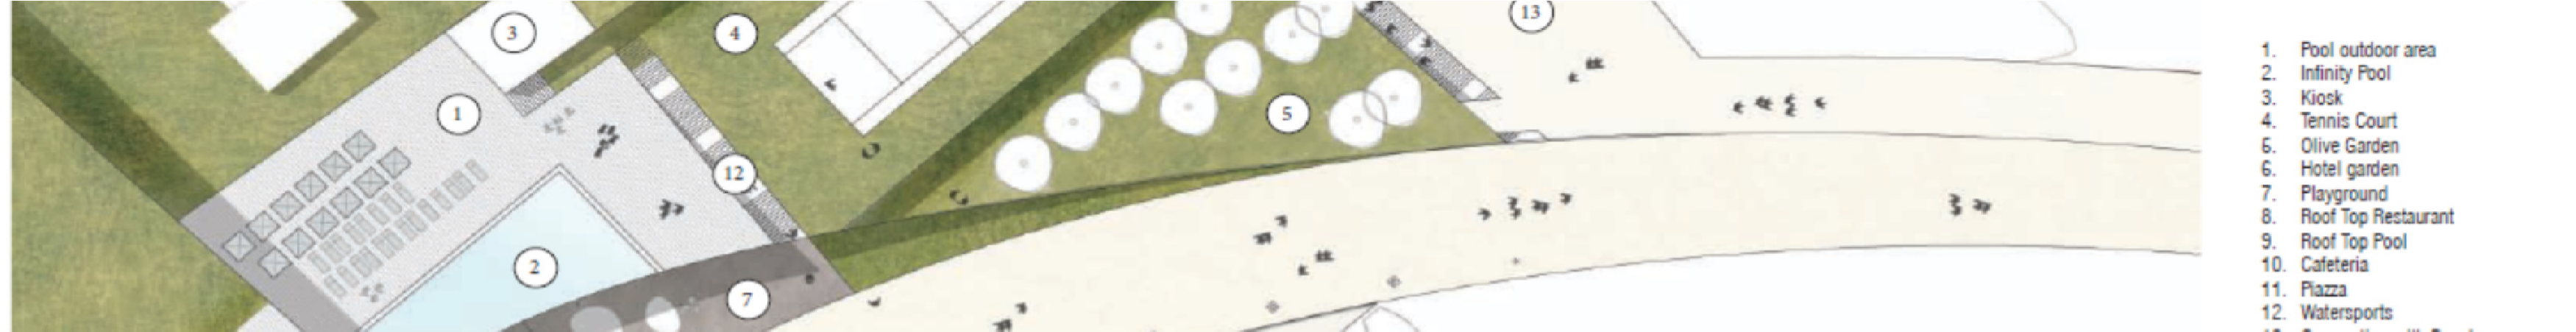 13
3
4
1
5
12
2
7
1. Pool outdoor area
2. Infinity Pool
3. Kiosk
4. Tennis Court
5. Olive Garden
6. Hotel garden
7. Playground
8. Roof Top Restaurant
9. Roof Top Pool
10. Cafeteria
11. Piazza
12. Watersports